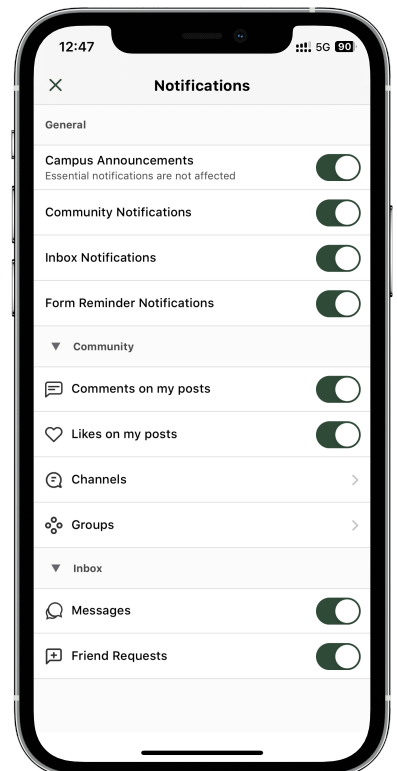 12:47
5G 90
Notifications
General
Campus Announcements
Essential notifications are not affected
Community Notifications
Inbox Notifications
Form Reminder Notifications
Community
Comments on my posts
Likes on my posts
Channels
Groups
Inbox
Messages
Friend Requests